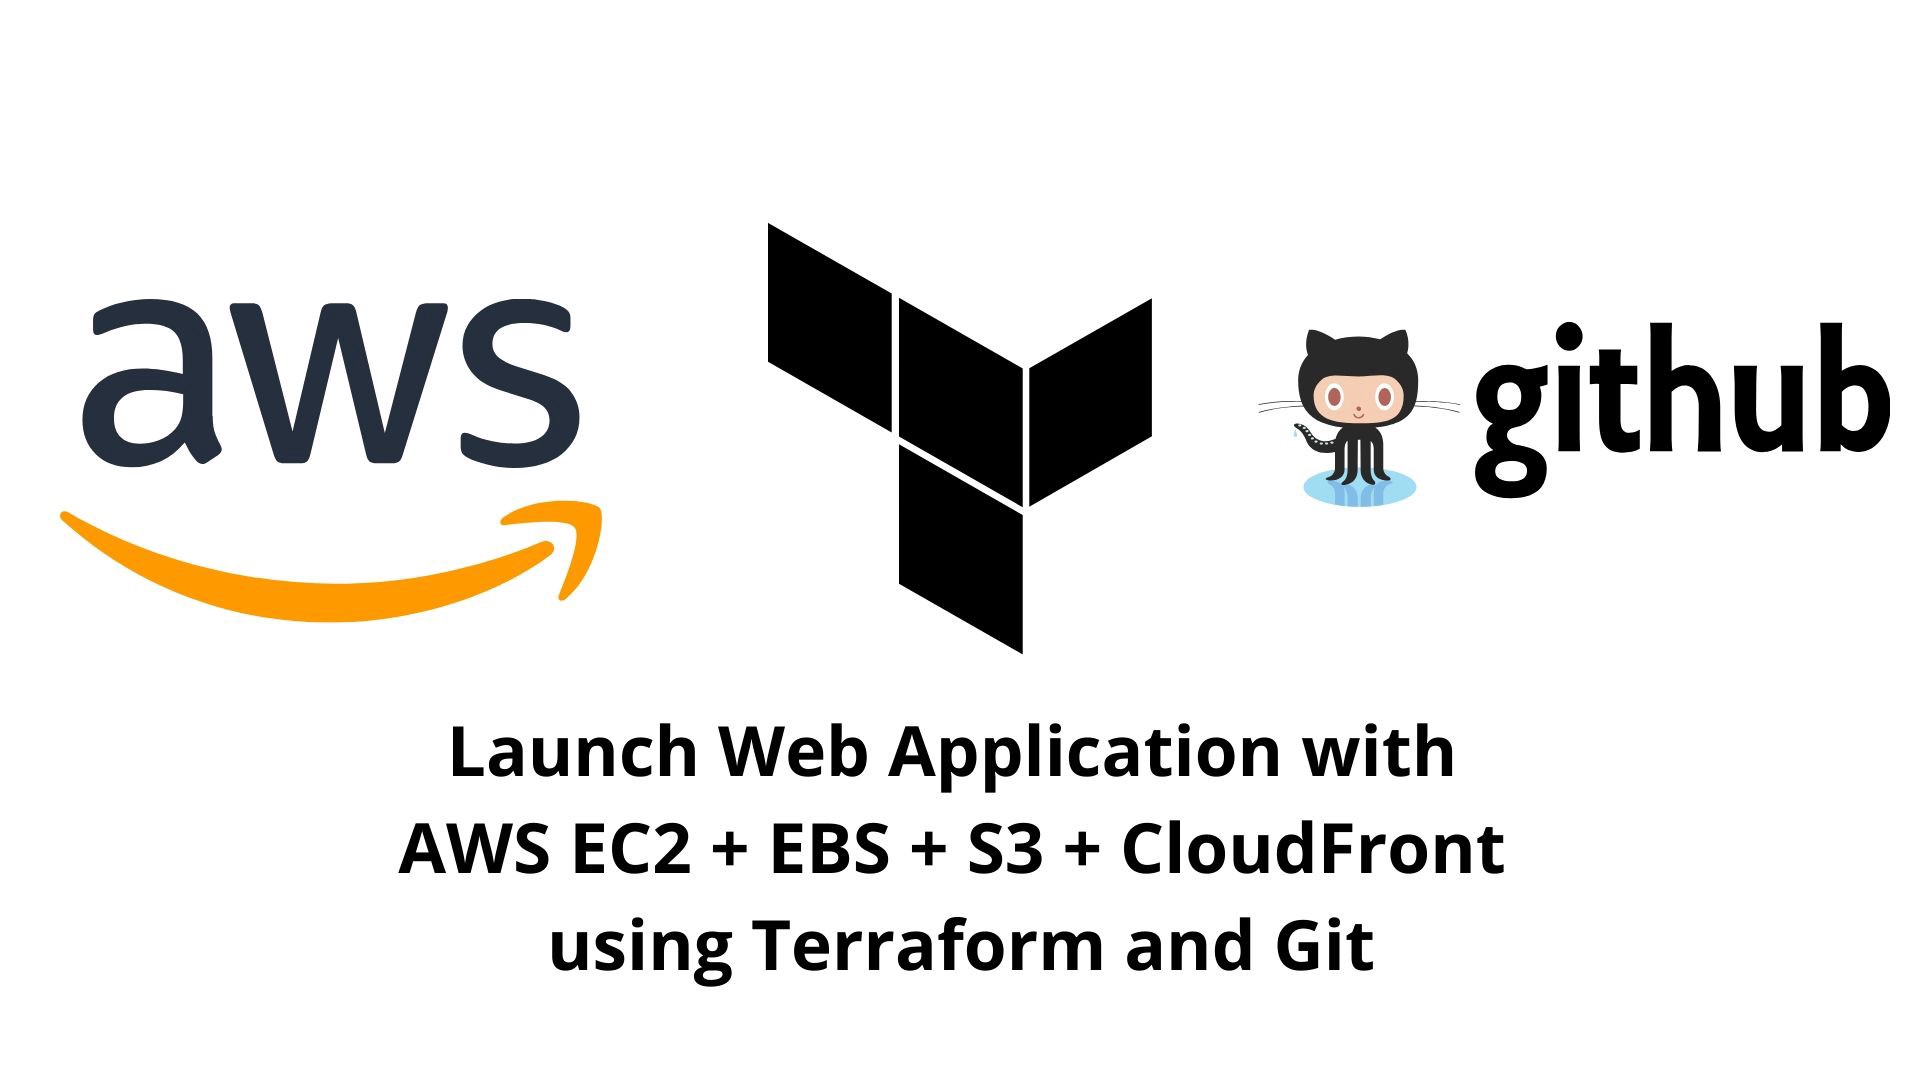 aws
github
Launch Web Application with
AWS EC2 + EBS + S3 + CloudFront
using Terraform and Git